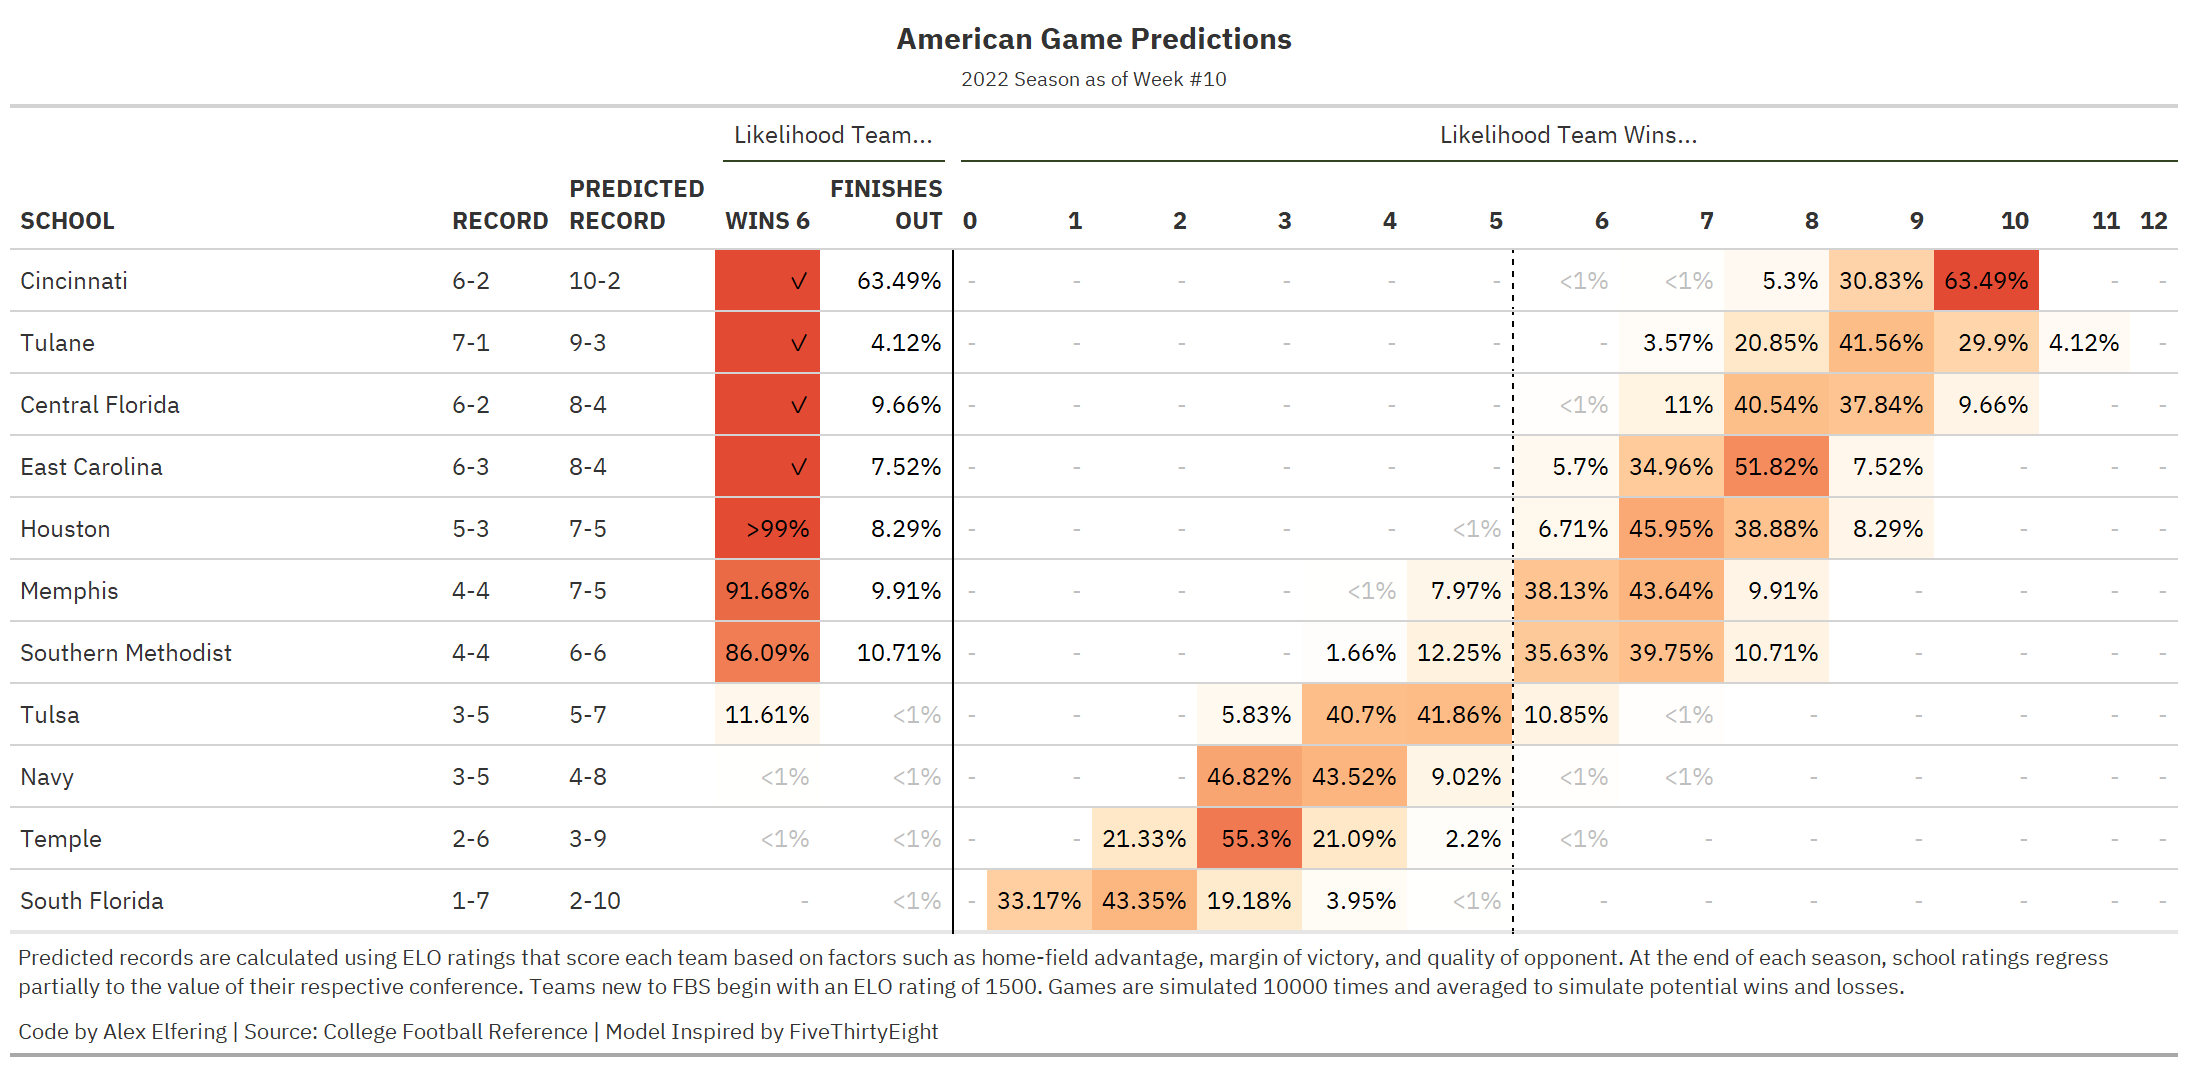 American Game Predictions
2022 Season as of Week #10
Likelihood Team... Likelihood Team Wins...
PREDICTED FINISHES
SCHOOL RECORD RECORD WINS 6 OUT 0 1 2 3 4 5 6 7 8 9 10 11 12
Cincinnati 6-2 10-2 ✓ 63.49% - - - - - - <1% <1% 5.3% 30.83% 63.49% - -
Tulane 7-1 9-3 ✓ 4.12% - - - - - - - 3.57% 20.85% 41.56% 29.9% 4.12% -
Central Florida 6-2 8-4 ✓ 9.66% - - - - - - <1% 11% 40.54% 37.84% 9.66% - -
East Carolina 6-3 8-4 ✓ 7.52% - - - - - - 5.7% 34.96% 51.82% 7.52% - - -
Houston 5-3 7-5 >99% 8.29% - - - - - <1% 6.71% 45.95% 38.88% 8.29% - - -
Memphis 4-4 7-5 91.68% 9.91% - - - - <1% 7.97% 38.13% 43.64% 9.91% - - - -
Southern Methodist 4-4 6-6 86.09% 10.71% - - - - 1.66% 12.25% 35.63% 39.75% 10.71% - - - -
Tulsa 3-5 5-7 11.61% <1% - - - 5.83% 40.7% 41.86% 10.85% <1% - - - - -
Navy 3-5 4-8 <1% <1% - - - 46.82% 43.52% 9.02% <1% <1% - - - - -
Temple 2-6 3-9 <1% <1% - - 21.33% 55.3% 21.09% 2.2% <1% - - - - - -
South Florida 1-7 2-10 - <1% - 33.17% 43.35% 19.18% 3.95% <1% - - - - - - -
Predicted records are calculated using ELO ratings that score each team based on factors such as home-field advantage, margin of victory, and quality of opponent. At the end of each season, school ratings regress
partially to the value of their respective conference. Teams new to FBS begin with an ELO rating of 1500. Games are simulated 10000 times and averaged to simulate potential wins and losses.
Code by Alex Elfering | Source: College Football Reference | Model Inspired by FiveThirtyEight